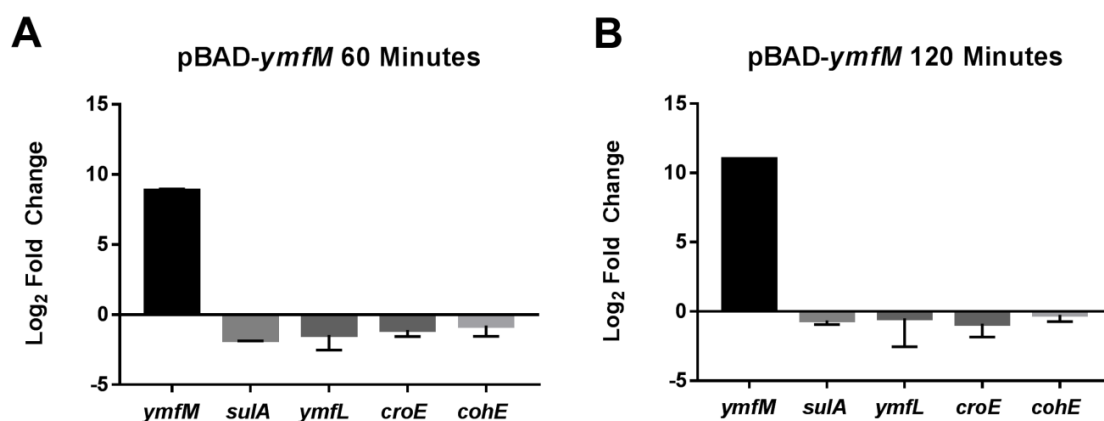 A
pBAD-ymfM 60 Minutes
Log₂ Fold Change
15
10
5
0
-5
ymfM sulA ymfL croE cohE
B
pBAD-ymfM 120 Minutes
Log₂ Fold Change
15
10
5
0
-5
ymfM sulA ymfL croE cohE